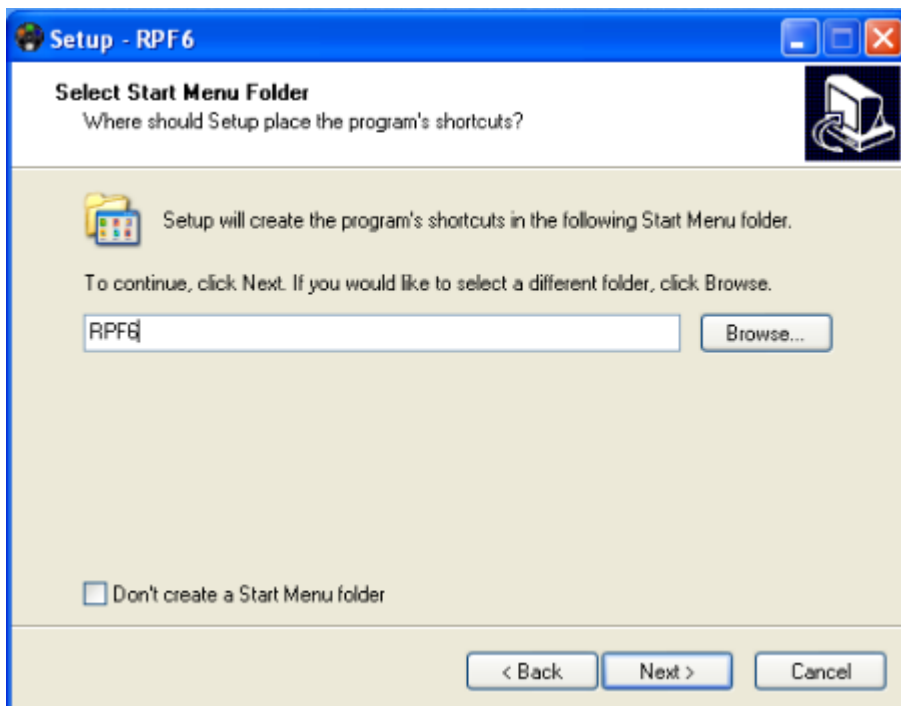 Setup - RPF6
Select Start Menu Folder
Where should Setup place the program's shortcuts?
Setup will create the program's shortcuts in the following Start Menu folder.
To continue, click Next. If you would like to select a different folder, click Browse.
RPF6
Browse...
Don't create a Start Menu folder
< Back
Next >
Cancel